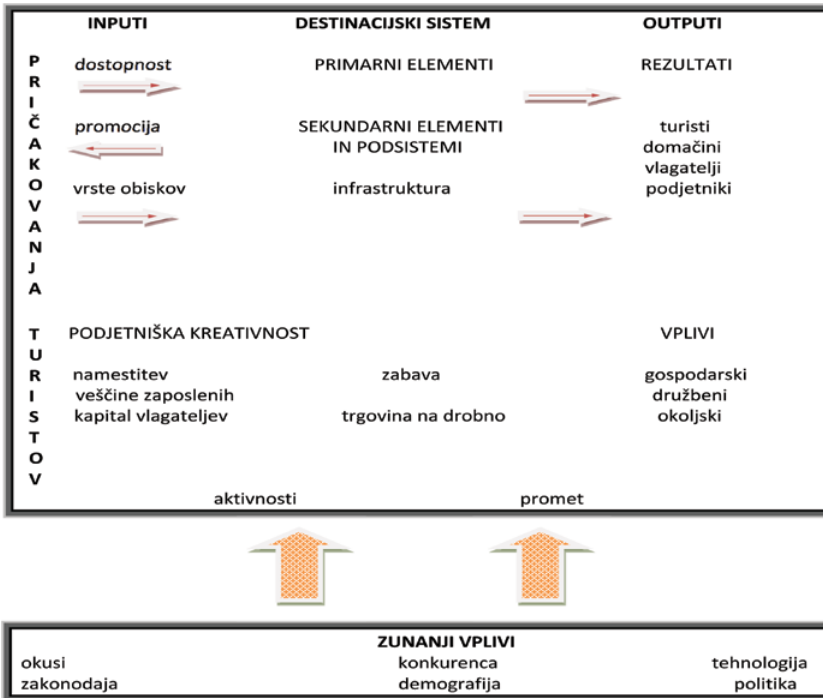 INPUTI DESTINACIJSKI SISTEM OUTPUTI
PRIČAKOVANJA TURISTOV
dostopnost PRIMARNI ELEMENTI REZULTATI
promocija SEKUNDARNI ELEMENTI turisti
IN PODSISTEMI domačini
vlagatelji
vrste obiskov infrastruktura podjetniki
PODJETNIŠKA KREATIVNOST VPLIVI
namestitev zabava gospodarski
veščine zaposlenih družbeni
kapital vlagateljev trgovina na drobno okoljski
aktivnosti promet
ZUNANJI VPLIVI
okusi konkurenca tehnologija
zakonodaja demografija politika